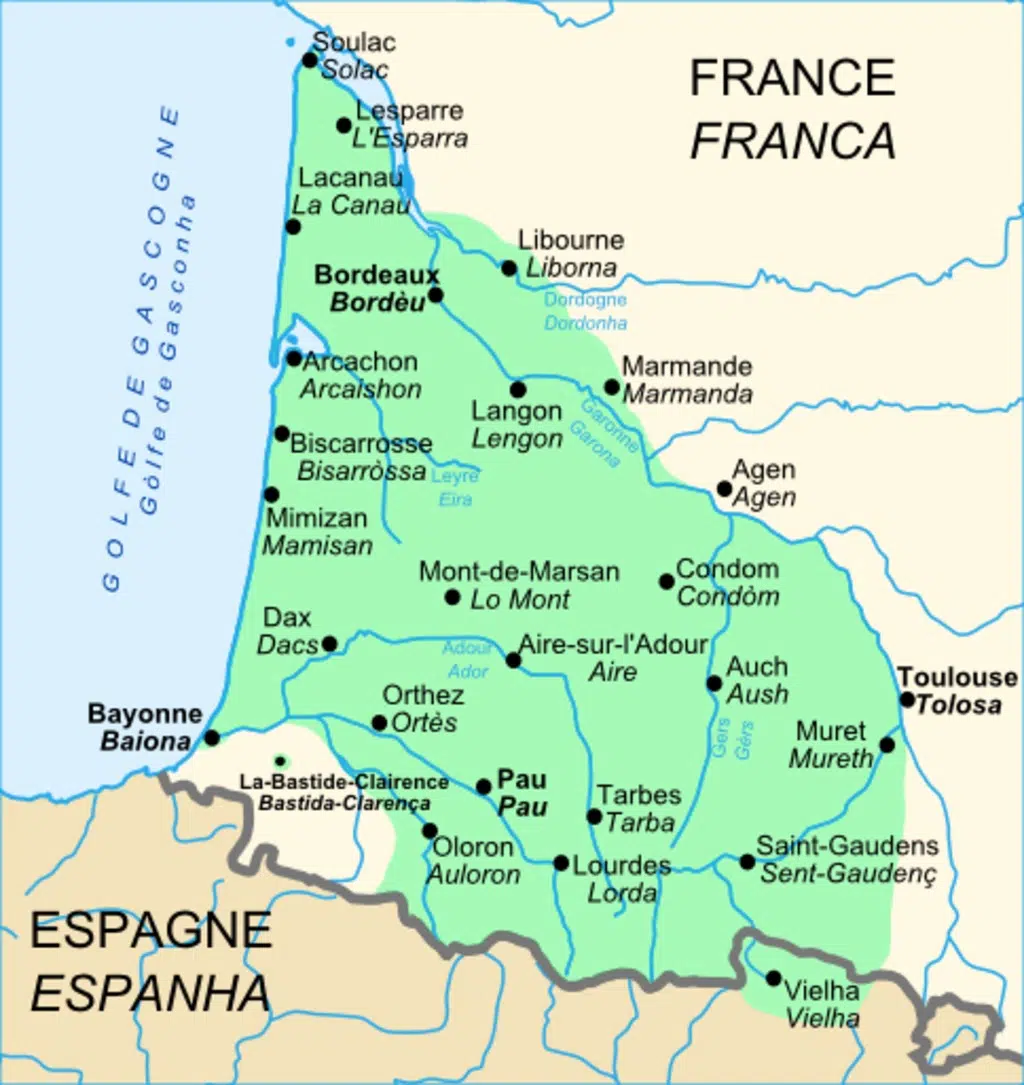 Soulac
Solac
FRANCE
FRANCA
Lesparre
L'Esparra
GOLFE DE GASCOGNE
Gòlfe de Gasconha
Lacanau
La Canau
Libourne
Liborna
Bordeaux
Bordèu
Dordogne
Dordonha
Arcachon
Arcaishon
Marmande
Marmanda
Langon
Lengon
Garonne
Garona
Biscarrosse
Bisarròssa
Leyre
Eira
Agen
Agen
Mimizan
Mamisan
Mont-de-Marsan
Lo Mont
Condom
Condòm
Dax
Dacs
Adour
Ador
Aire-sur-l'Adour
Aire
Auch
Aush
Toulouse
Tolosa
Orthez
Ortès
Bayonne
Baiona
Gers
Gèrs
Muret
Mureth
La-Bastide-Clairence
Bastida-Clarença
Pau
Pau
Tarbes
Tarba
Oloron
Auloron
Lourdes
Lorda
Saint-Gaudens
Sent-Gaudenç
ESPAGNE
ESPANHA
Vielha
Vielha